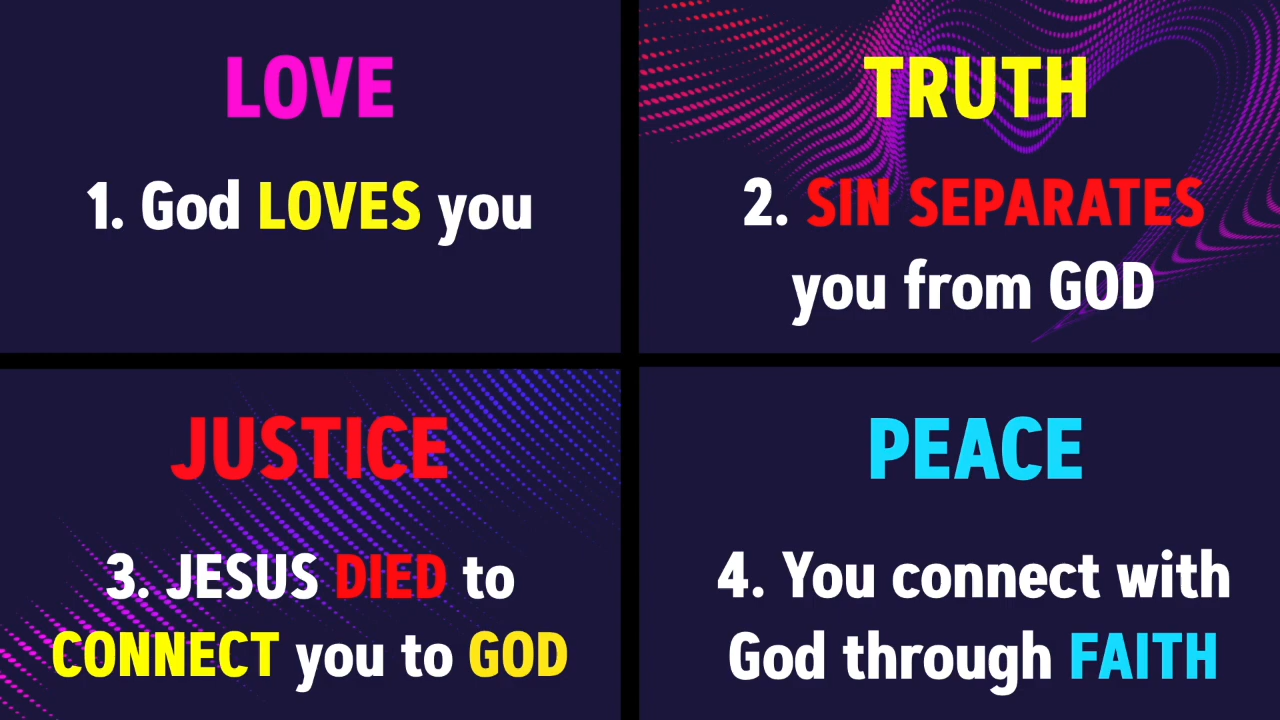 LOVE
1. God LOVES you
TRUTH
2. SIN SEPARATES
you from GOD
JUSTICE
3. JESUS DIED to
CONNECT you to GOD
PEACE
4. You connect with
God through FAITH